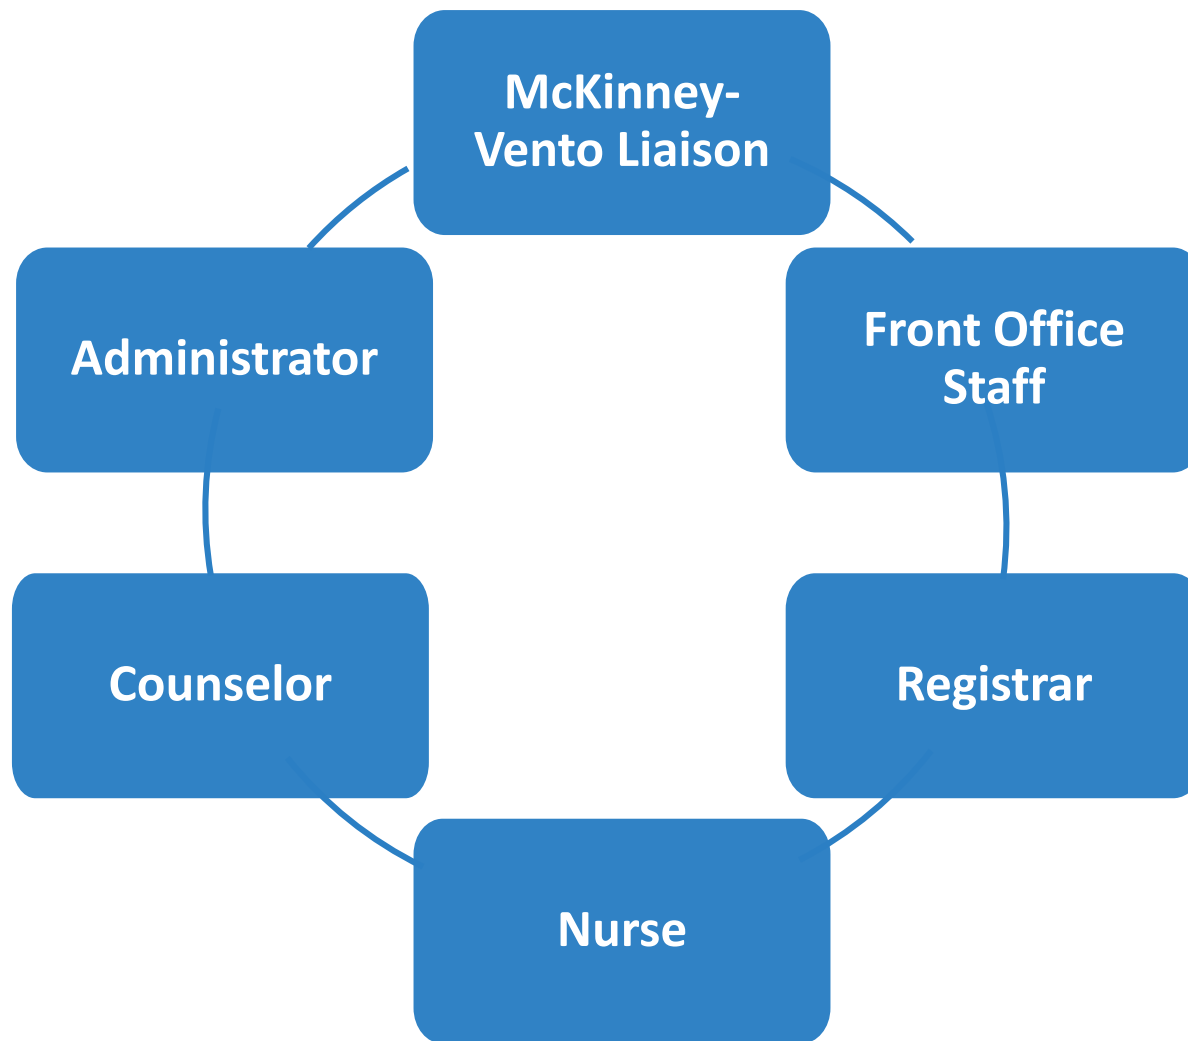 McKinney-
Vento Liaison
Front Office
Staff
Registrar
Nurse
Counselor
Administrator